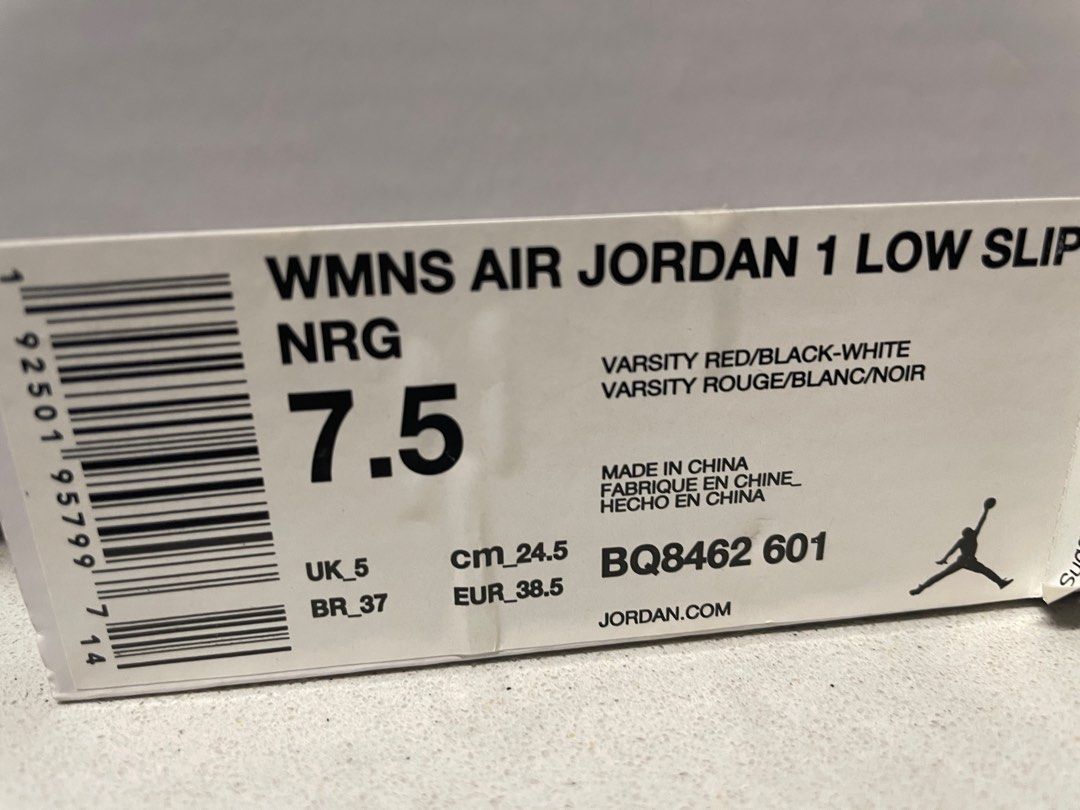 WMNS AIR JORDAN 1 LOW SLIP
NRG
7.5
VARSITY RED/BLACK-WHITE
VARSITY ROUGE/BLANC/NOIR
MADE IN CHINA
FABRIQUE EN CHINE_
HECHO EN CHINA
UK_5
cm_24.5
BR_37
EUR_38.5
BQ8462 601
JORDAN.COM
1 92501 95799 7 14